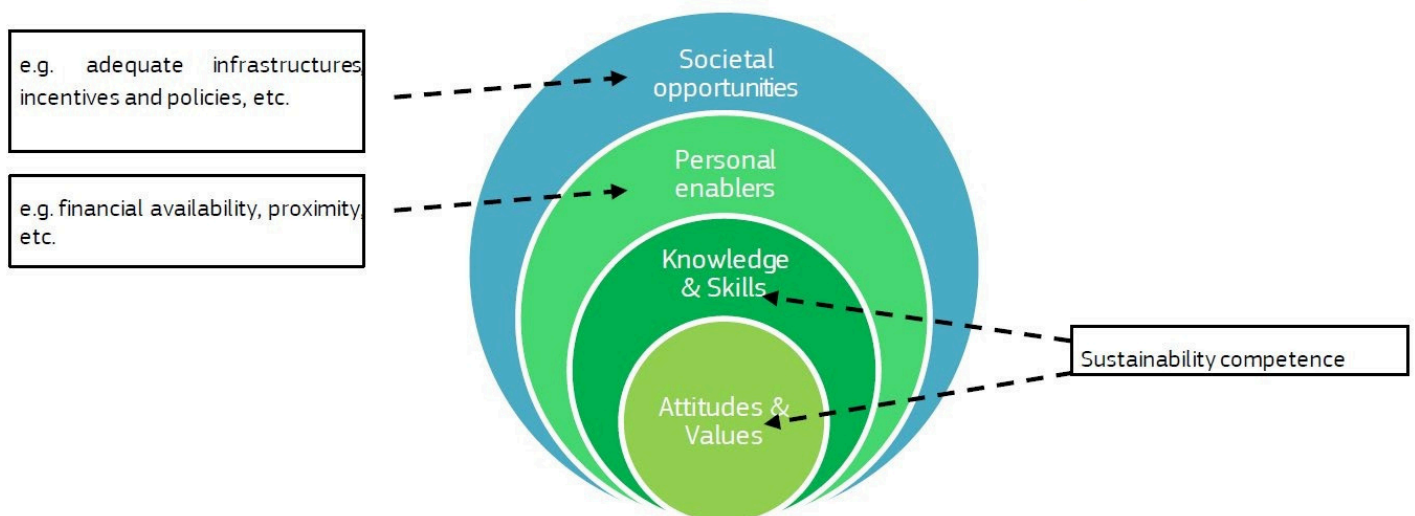 e.g. adequate infrastructures,
incentives and policies, etc.
e.g. financial availability, proximity,
etc.
Societal
opportunities
Personal
enablers
Knowledge
& Skills
Attitudes &
Values
Sustainability competence